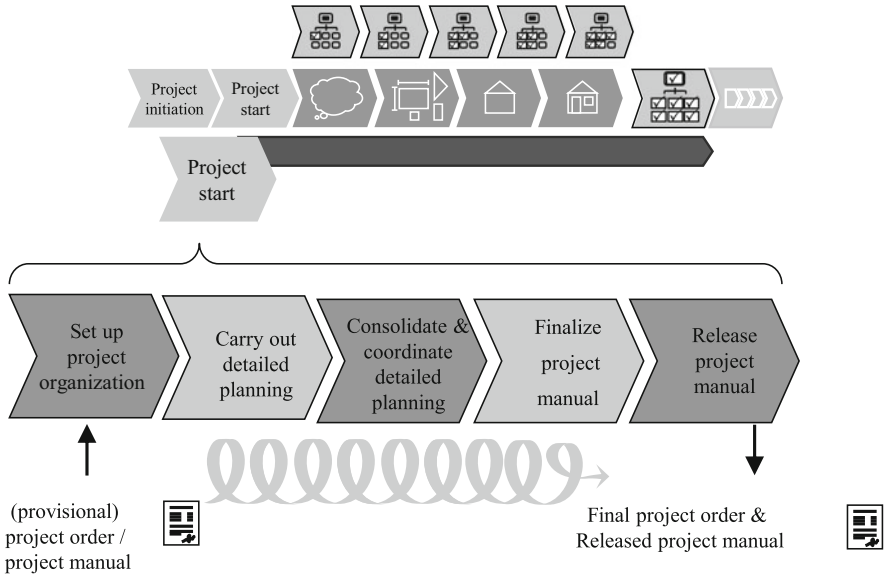 Project
initiation
Project
start
Project
start
Set up
project
organization
Carry out
detailed
planning
Consolidate &
coordinate
detailed
planning
Finalize
project
manual
Release
project
manual
(provisional)
project order /
project manual
Final project order &
Released project manual